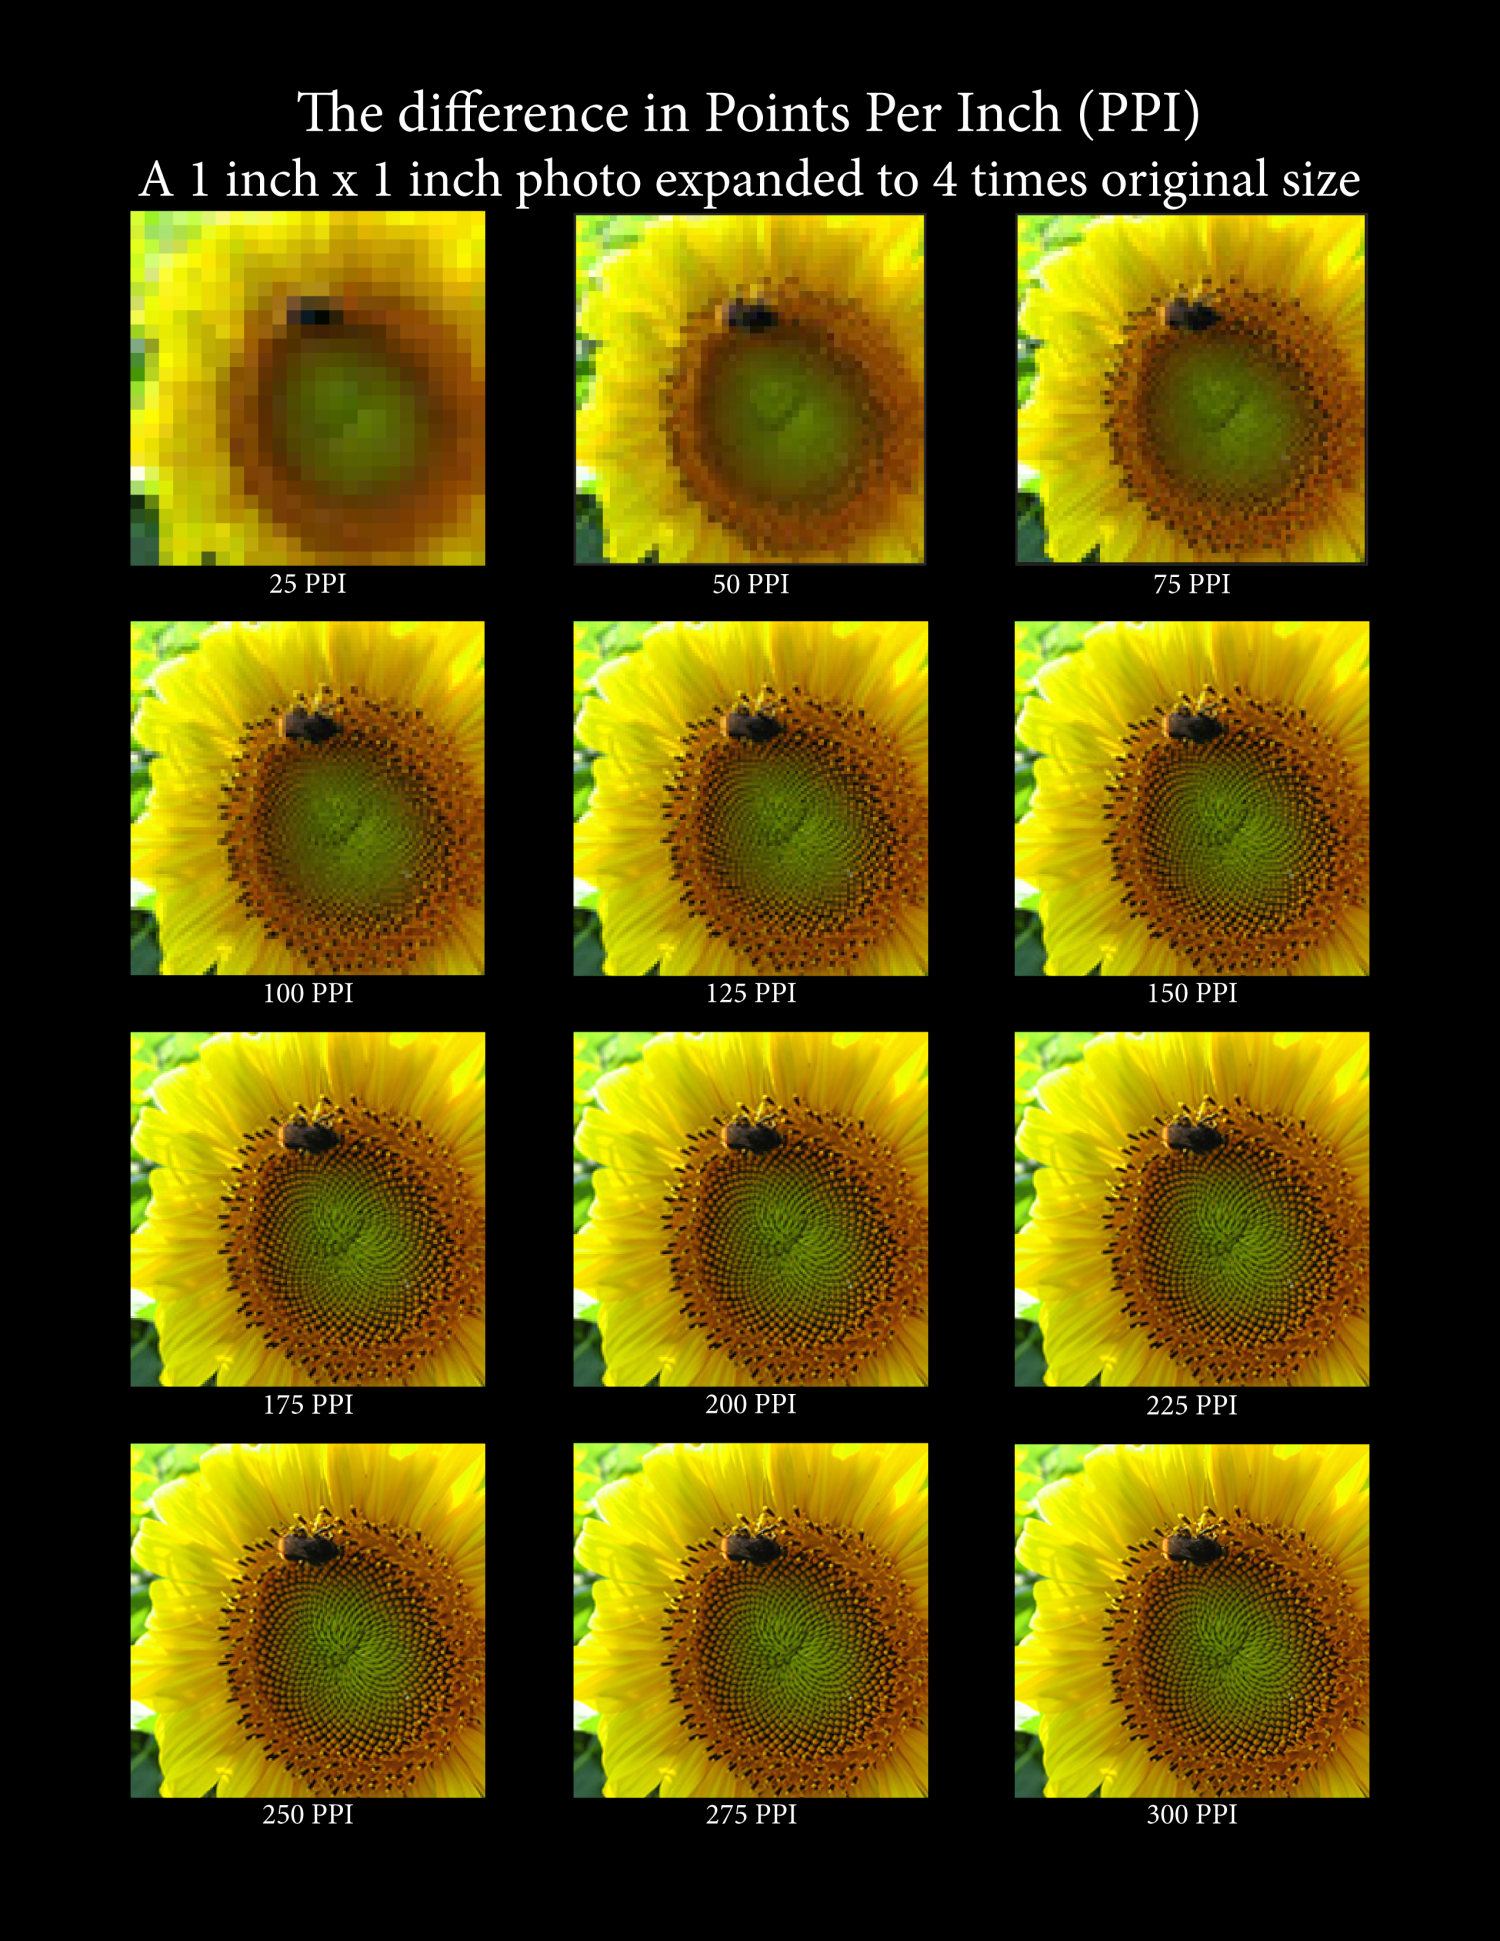 The difference in Points Per Inch (PPI)
A 1 inch x 1 inch photo expanded to 4 times original size
25 PPI
50 PPI
75 PPI
100 PPI
125 PPI
150 PPI
175 PPI
200 PPI
225 PPI
250 PPI
275 PPI
300 PPI